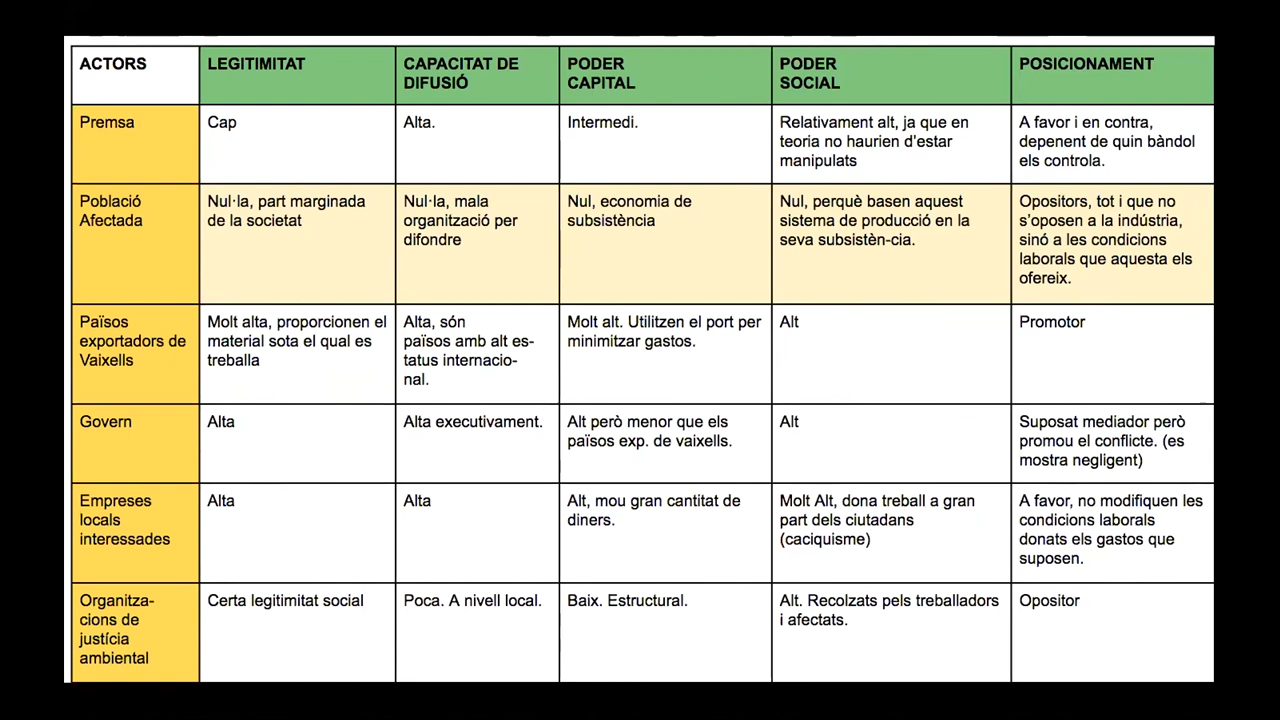 ACTORS
LEGITIMITAT
CAPACITAT DE
DIFUSIÓ
PODER
CAPITAL
PODER
SOCIAL
POSICIONAMENT
Premsa
Cap
Alta.
Intermedi.
Relativament alt, ja que en
teoria no haurien d'estar
manipulats
A favor i en contra,
depenent de quin bàndol
els controla.
Població
Afectada
Nul·la, part marginada
de la societat
Nul·la, mala
organització per
difondre
Nul, economia de
subsistència
Nul, perquè basen aquest
sistema de producció en la
seva subsistèn-cia.
Opositors, tot i que no
s'oposen a la indústria,
sinó a les condicions
laborals que aquesta els
ofereix.
Països
exportadors de
Vaixells
Molt alta, proporcionen el
material sota el qual es
treballa
Alta, són
països amb alt es-
tatus internacio-
nal.
Molt alt. Utilitzen el port per
minimitzar gastos.
Alt
Promotor
Govern
Alta
Alta executivament.
Alt però menor que els
països exp. de vaixells.
Alt
Suposat mediador però
promou el conflicte. (es
mostra negligent)
Empreses
locals
interessades
Alta
Alta
Alt, mou gran cantitat de
diners.
Molt Alt, dona treball a gran
part dels ciutadans
(caciquisme)
A favor, no modifiquen les
condicions laborals
donats els gastos que
suposen.
Organitza-
cions de
justícia
ambiental
Certa legitimitat social
Poca. A nivell local.
Baix. Estructural.
Alt. Recolzats pels treballadors
i afectats.
Opositor